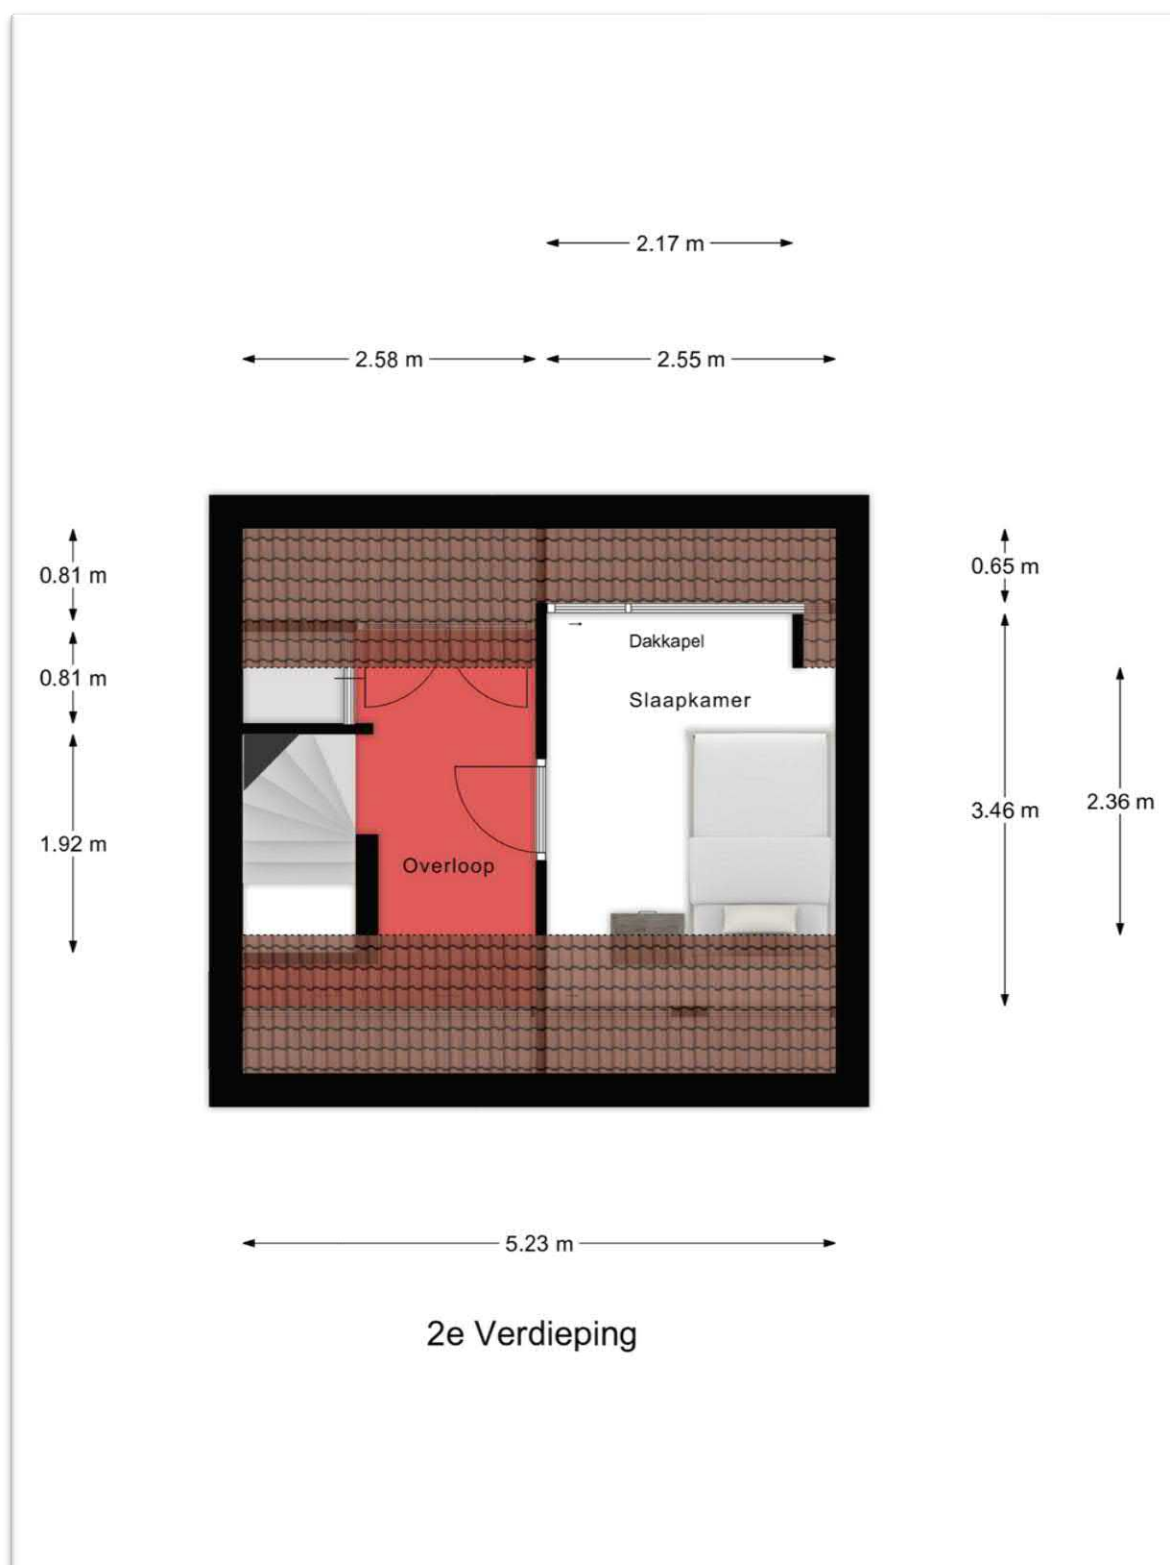 2.17 m
2.58 m
2.55 m
0.81 m
0.65 m
Dakkapel
0.81 m
Slaapkamer
2.36 m
3.46 m
1.92 m
Overloop
5.23 m
2e Verdieping